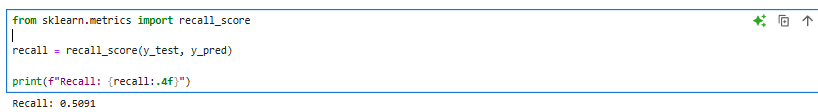 from sklearn.metrics import recall_score
recall = recall_score(y_test, y_pred)
print(f"Recall: {recall:.4f}")
Recall: 0.5091